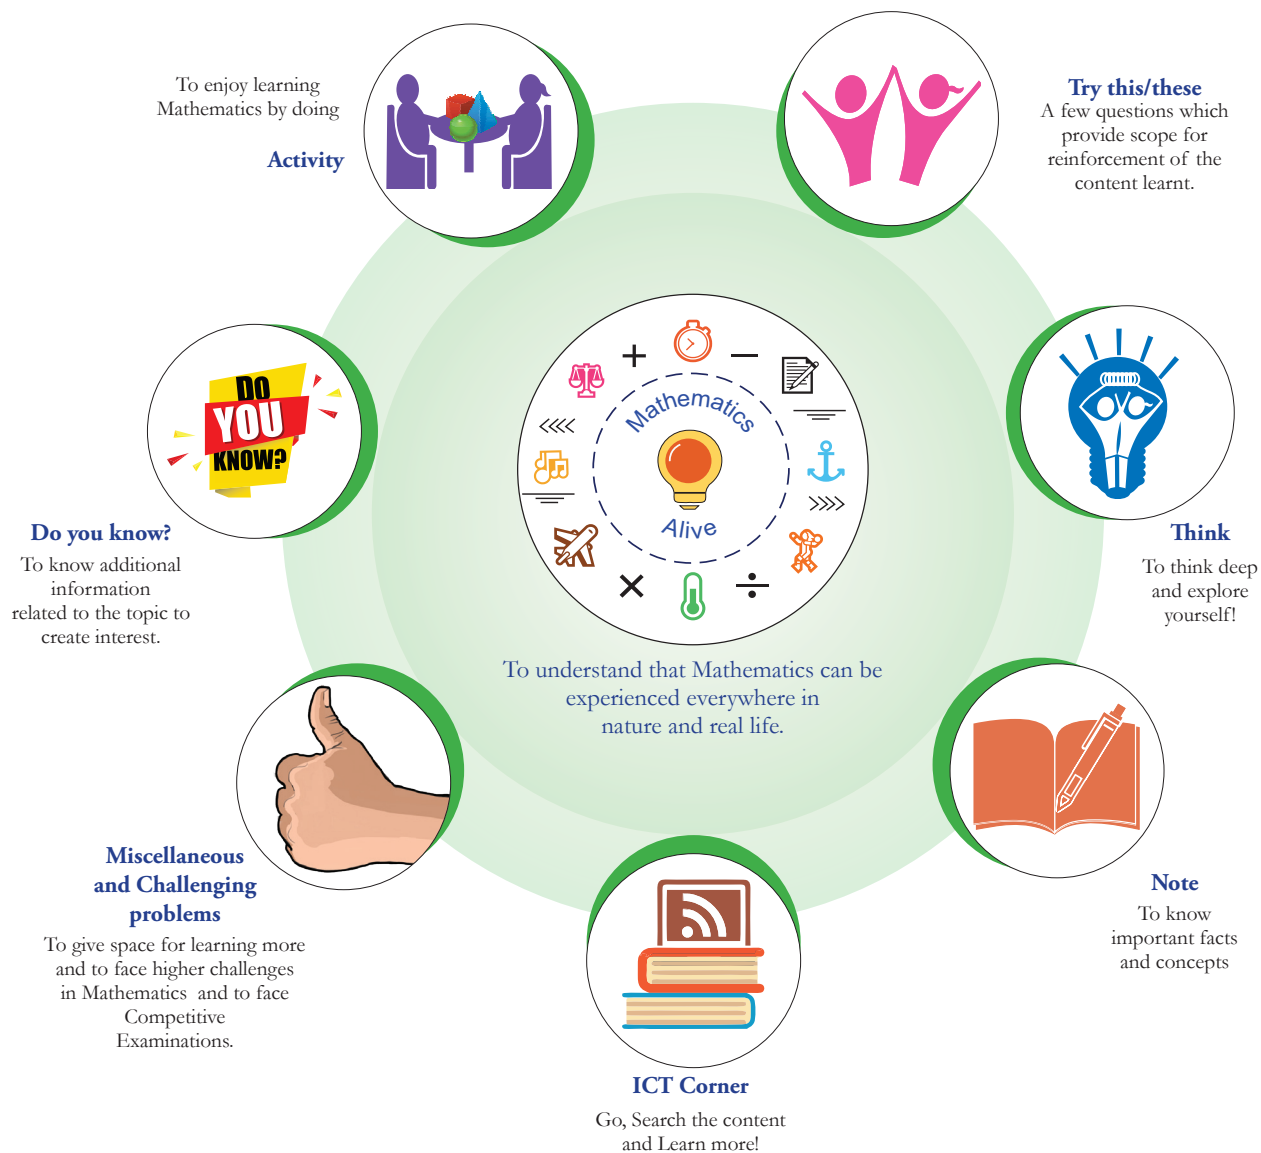 To enjoy learning
Mathematics by doing
Activity
Try this/these
A few questions which
provide scope for
reinforcement of the
content learnt.
DO
YOU
KNOW?
Do you know?
To know additional
information
related to the topic to
create interest.
Mathematics
Alive
To understand that Mathematics can be
experienced everywhere in
nature and real life.
Think
To think deep
and explore
yourself!
Miscellaneous
and Challenging
problems
To give space for learning more
and to face higher challenges
in Mathematics and to face
Competitive
Examinations.
Note
To know
important facts
and concepts
ICT Corner
Go, Search the content
and Learn more!